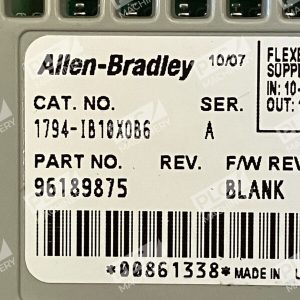 Allen-Bradley 10/07
CAT. NO. SER.
1794-IB10XOB6 A
PART NO. REV. F/W REV
96189875 BLANK
*00861338* MADE IN
FLEX
SUPPL
IN: 10-
OUT: